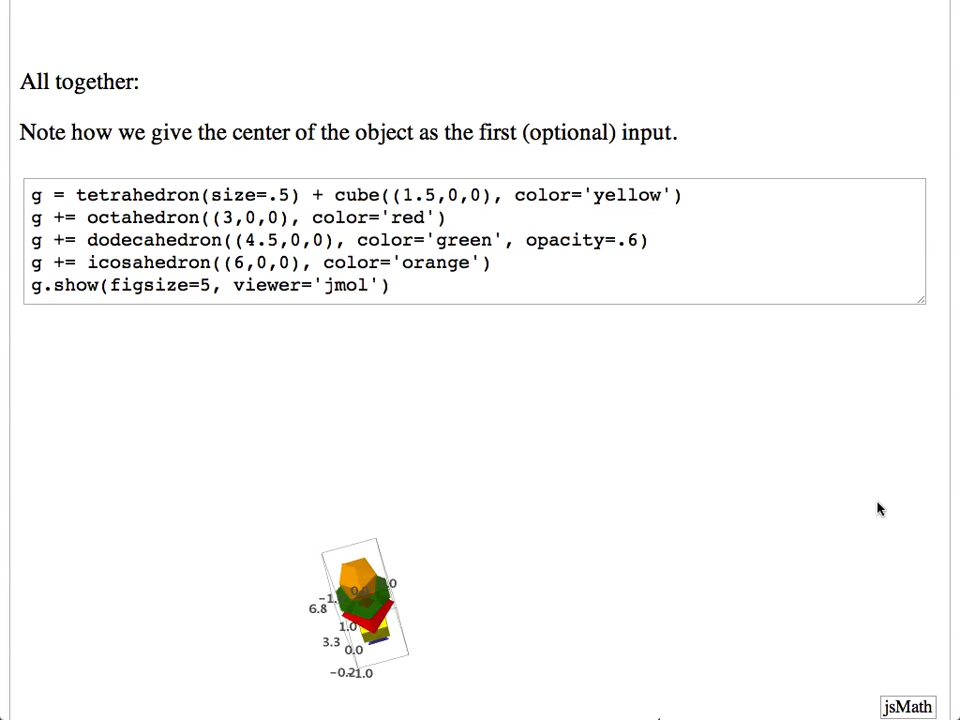 All together:
Note how we give the center of the object as the first (optional) input.
g = tetrahedron(size=.5) + cube((1.5,0,0), color='yellow')
g += octahedron((3,0,0), color='red')
g += dodecahedron((4.5,0,0), color='green', opacity=.6)
g += icosahedron((6,0,0), color='orange')
g.show(figsize=5, viewer='jmol')
6.8
1.0
3.3
0.0
jsMath